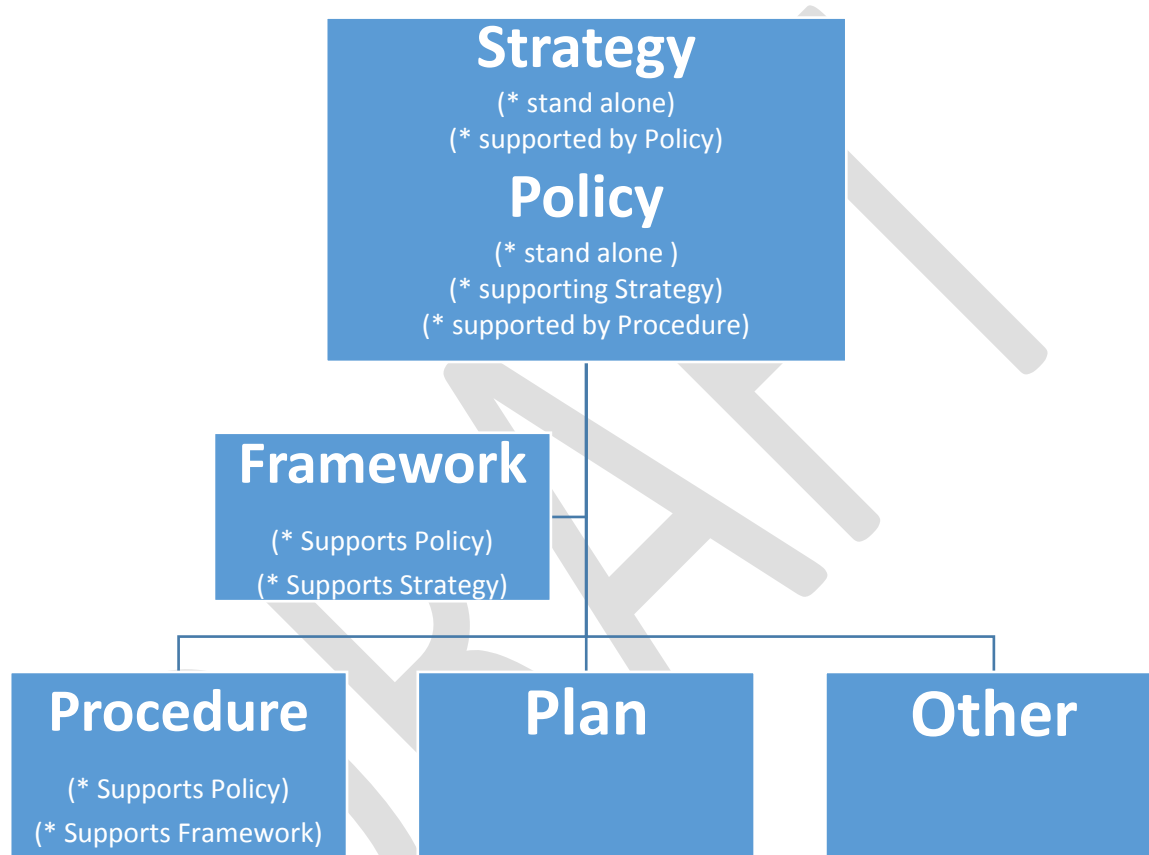 Strategy
(* stand alone)
(* supported by Policy)
Policy
(* stand alone )
(* supporting Strategy)
(* supported by Procedure)
Framework
(* Supports Policy)
(* Supports Strategy)
Procedure
(* Supports Policy)
(* Supports Framework)
Plan
Other
DRAFT